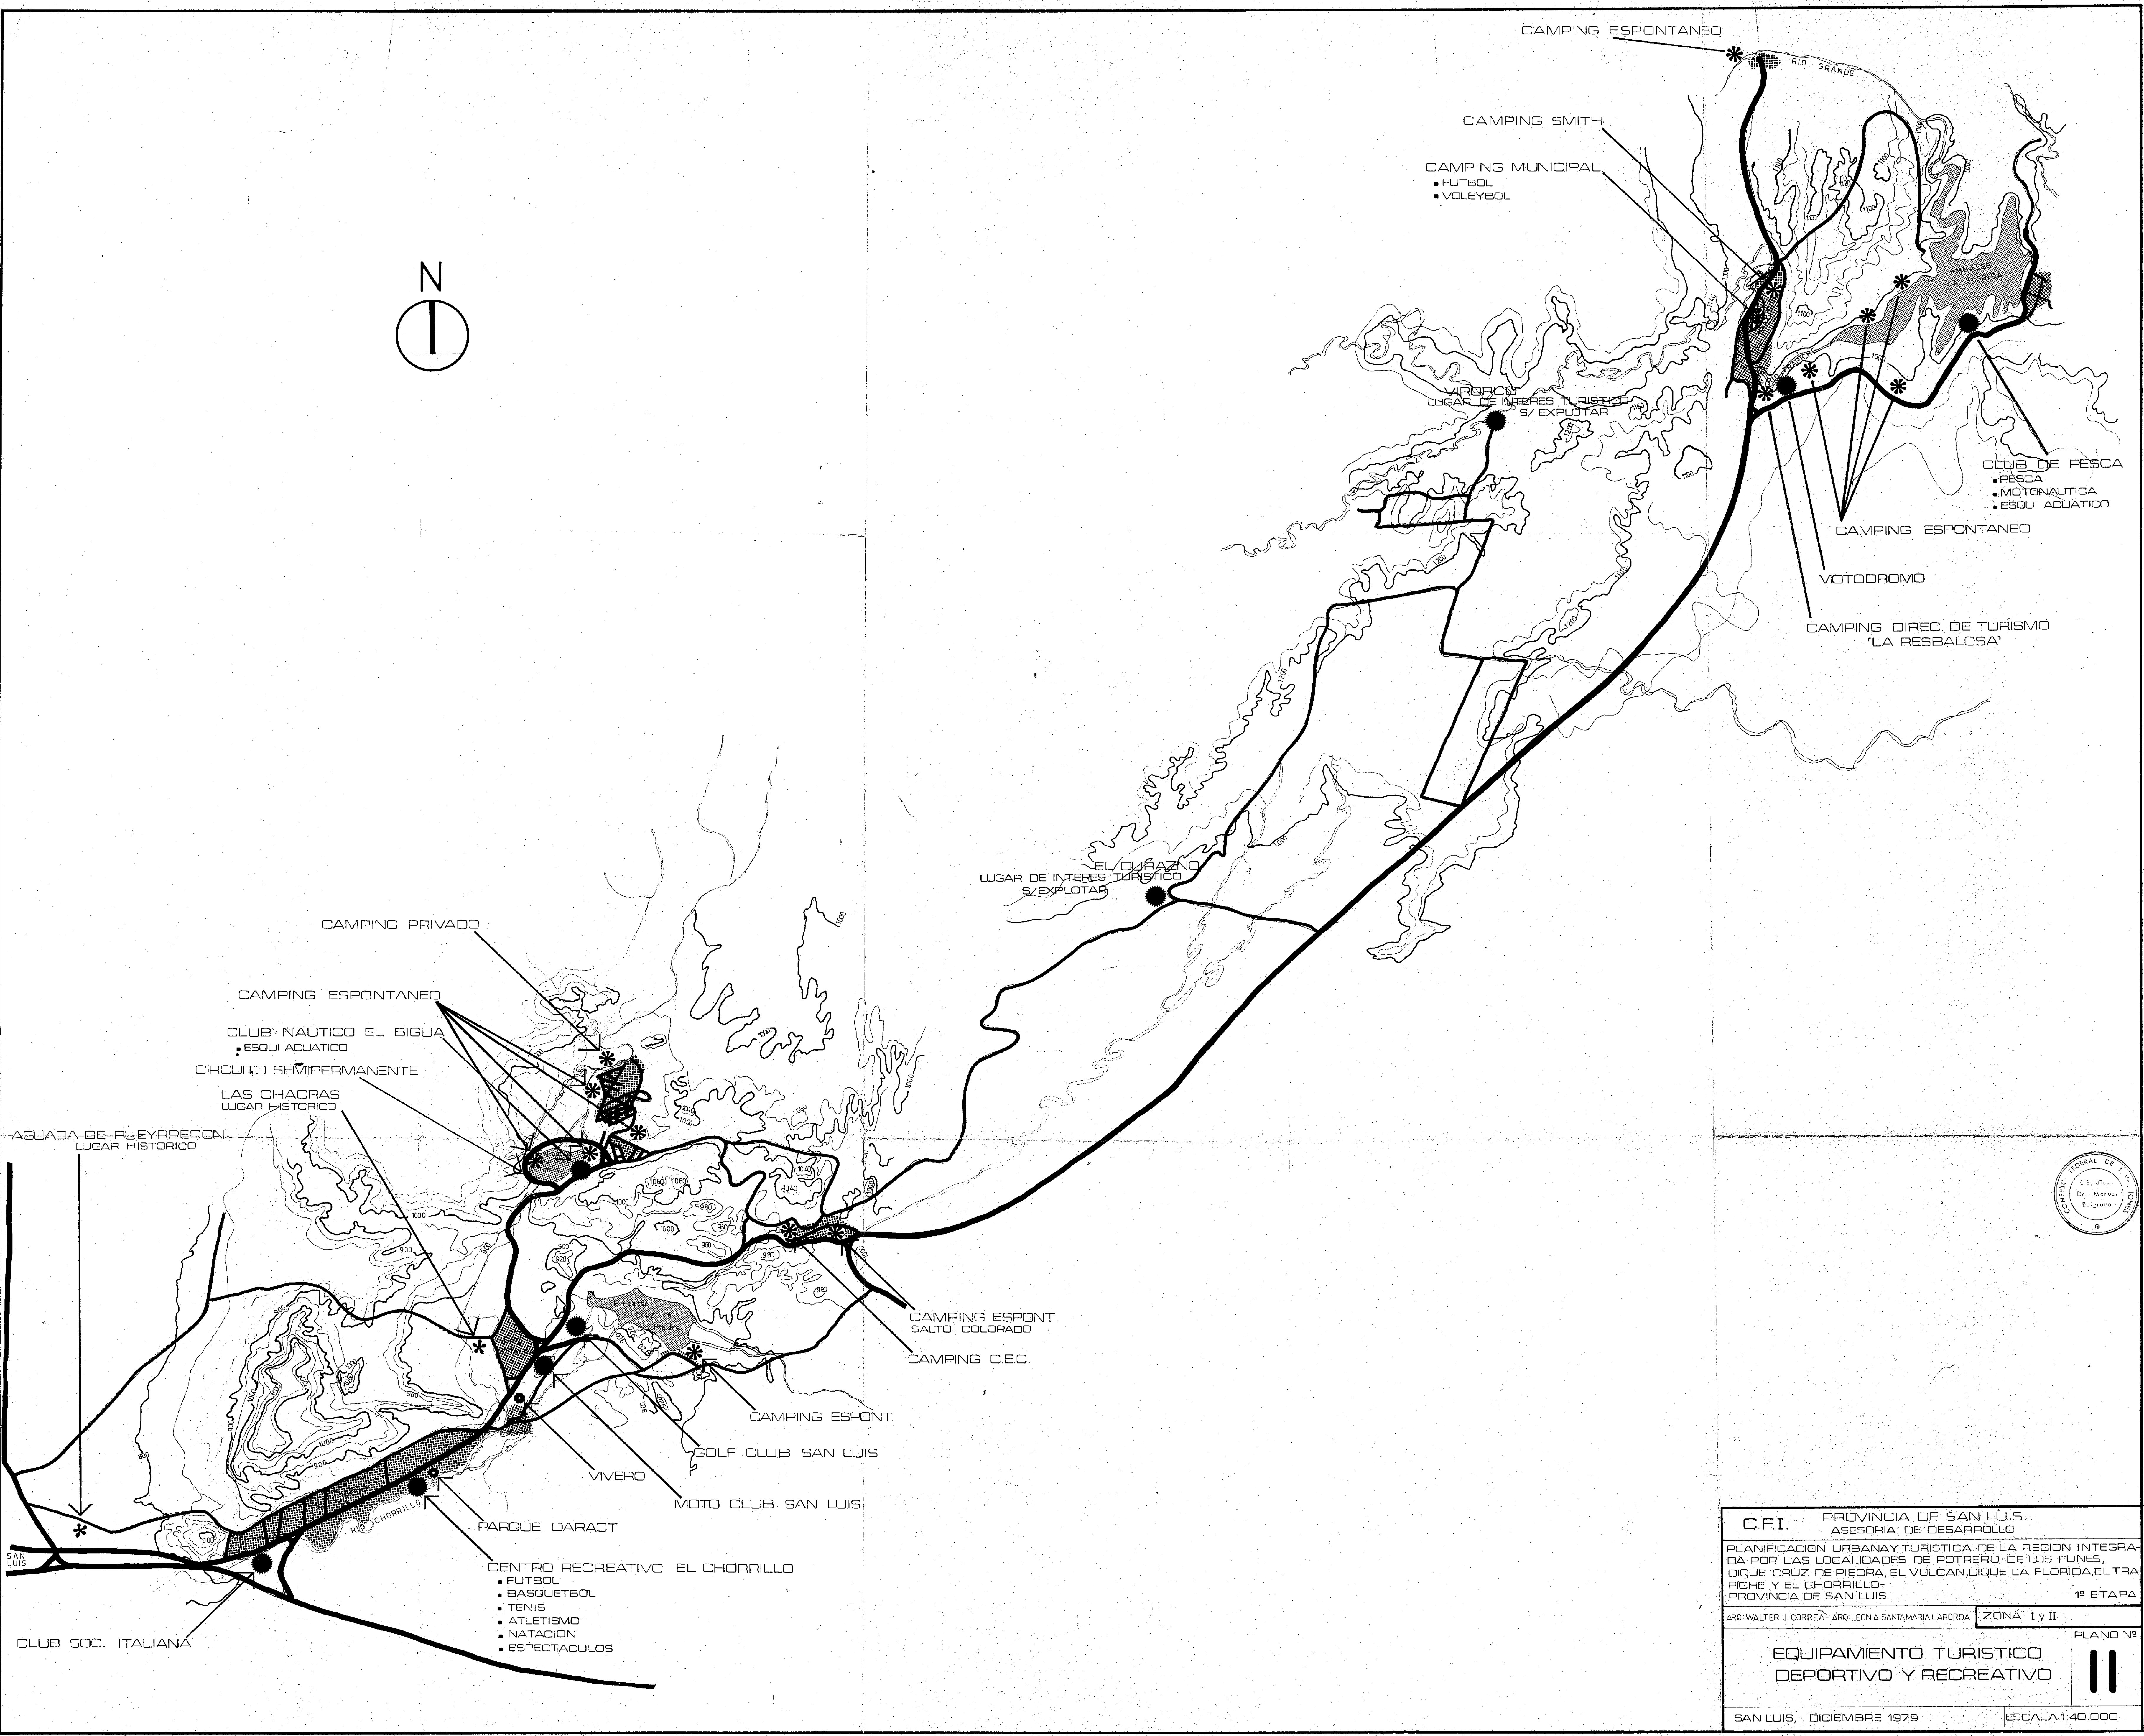 CAMPING ESPONTANEO
RIO GRANDE
CAMPING SMITH
CAMPING MUNICIPAL
▪ FUTBOL
▪ VOLEYBOL
N
EMBALSE
LA FLORIDA
VIRORCO
LUGAR DE INTERES TURISTICO
S/ EXPLOTAR
CLUB DE PESCA
▪ PESCA
▪ MOTONAUTICA
▪ ESQUI ACUATICO
CAMPING ESPONTANEO
MOTODROMO
CAMPING DIREC. DE TURISMO
"LA RESBALOSA"
EL DURAZNO
LUGAR DE INTERES TURISTICO
S/EXPLOTAR
CAMPING PRIVADO
CAMPING ESPONTANEO
CLUB NAUTICO EL BIGUA
▪ ESQUI ACUATICO
CIRCUITO SEMIPERMANENTE
LAS CHACRAS
LUGAR HISTORICO
AGUADA DE PUEYRREDON
LUGAR HISTORICO
Embalse
Cruz de
Piedra
CAMPING ESPONT.
SALTO COLORADO
CAMPING C.E.C.
CAMPING ESPONT.
GOLF CLUB SAN LUIS
VIVERO
MOTO CLUB SAN LUIS
RIO CHORRILLO
PARQUE DARACT
SAN
LUIS
CENTRO RECREATIVO EL CHORRILLO
▪ FUTBOL
▪ BASQUETBOL
▪ TENIS
▪ ATLETISMO
▪ NATACION
▪ ESPECTACULOS
CLUB SOC. ITALIANA
Dr. Manuel
Belgrano
C.F.I. PROVINCIA DE SAN LUIS
ASESORIA DE DESARROLLO
PLANIFICACION URBANA Y TURISTICA DE LA REGION INTEGRA-
DA POR LAS LOCALIDADES DE POTRERO DE LOS FUNES,
DIQUE CRUZ DE PIEDRA, EL VOLCAN, DIQUE LA FLORIDA, EL TRA-
PICHE Y EL CHORRILLO-
PROVINCIA DE SAN LUIS. 1º ETAPA
ARQ: WALTER J. CORREA - ARQ: LEON A. SANTAMARIA LABORDA ZONA I y II
EQUIPAMIENTO TURISTICO
DEPORTIVO Y RECREATIVO
PLANO Nº
11
SAN LUIS, DICIEMBRE 1979 ESCALA 1:40.000